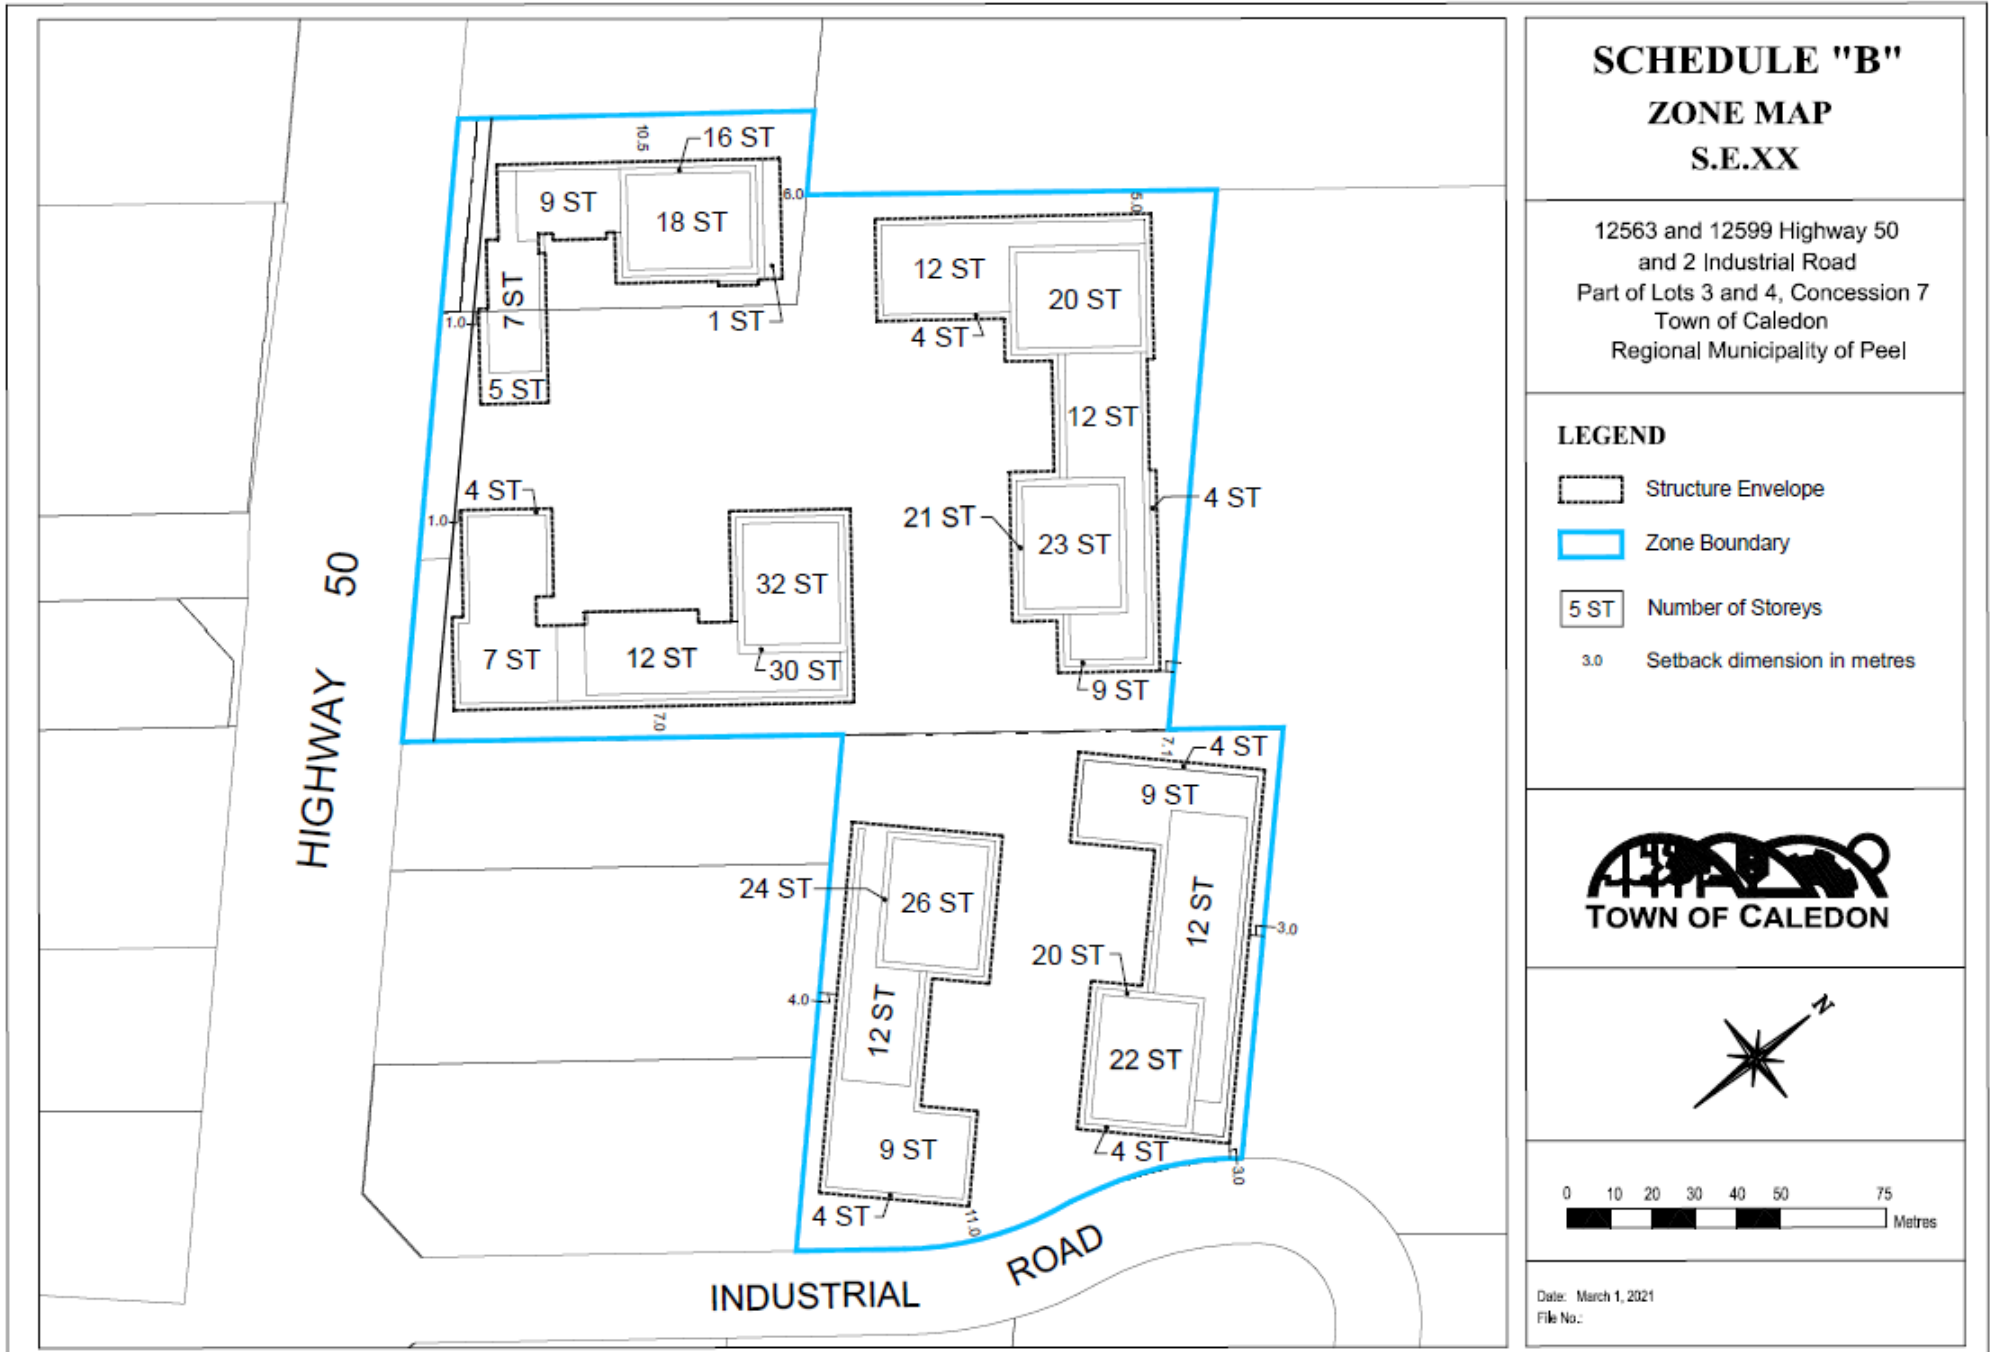 SCHEDULE "B"
ZONE MAP
S.E.XX
12563 and 12599 Highway 50
and 2 Industrial Road
Part of Lots 3 and 4, Concession 7
Town of Caledon
Regional Municipality of Peel
LEGEND
Structure Envelope
Zone Boundary
5 ST Number of Storeys
3.0 Setback dimension in metres
TOWN OF CALEDON
N
0 10 20 30 40 50 75
Metres
Date: March 1, 2021
File No.:
10.5
16 ST
9 ST
18 ST
6.0
5.0
7 ST
1 ST
1.0
5 ST
12 ST
20 ST
4 ST
12 ST
4 ST
1.0
21 ST
23 ST
4 ST
32 ST
7 ST
12 ST
30 ST
9 ST
7.0
7.1
4 ST
9 ST
24 ST
26 ST
12 ST
3.0
20 ST
4.0
12 ST
22 ST
9 ST
4 ST
3.0
4 ST
11.0
HIGHWAY 50
INDUSTRIAL ROAD